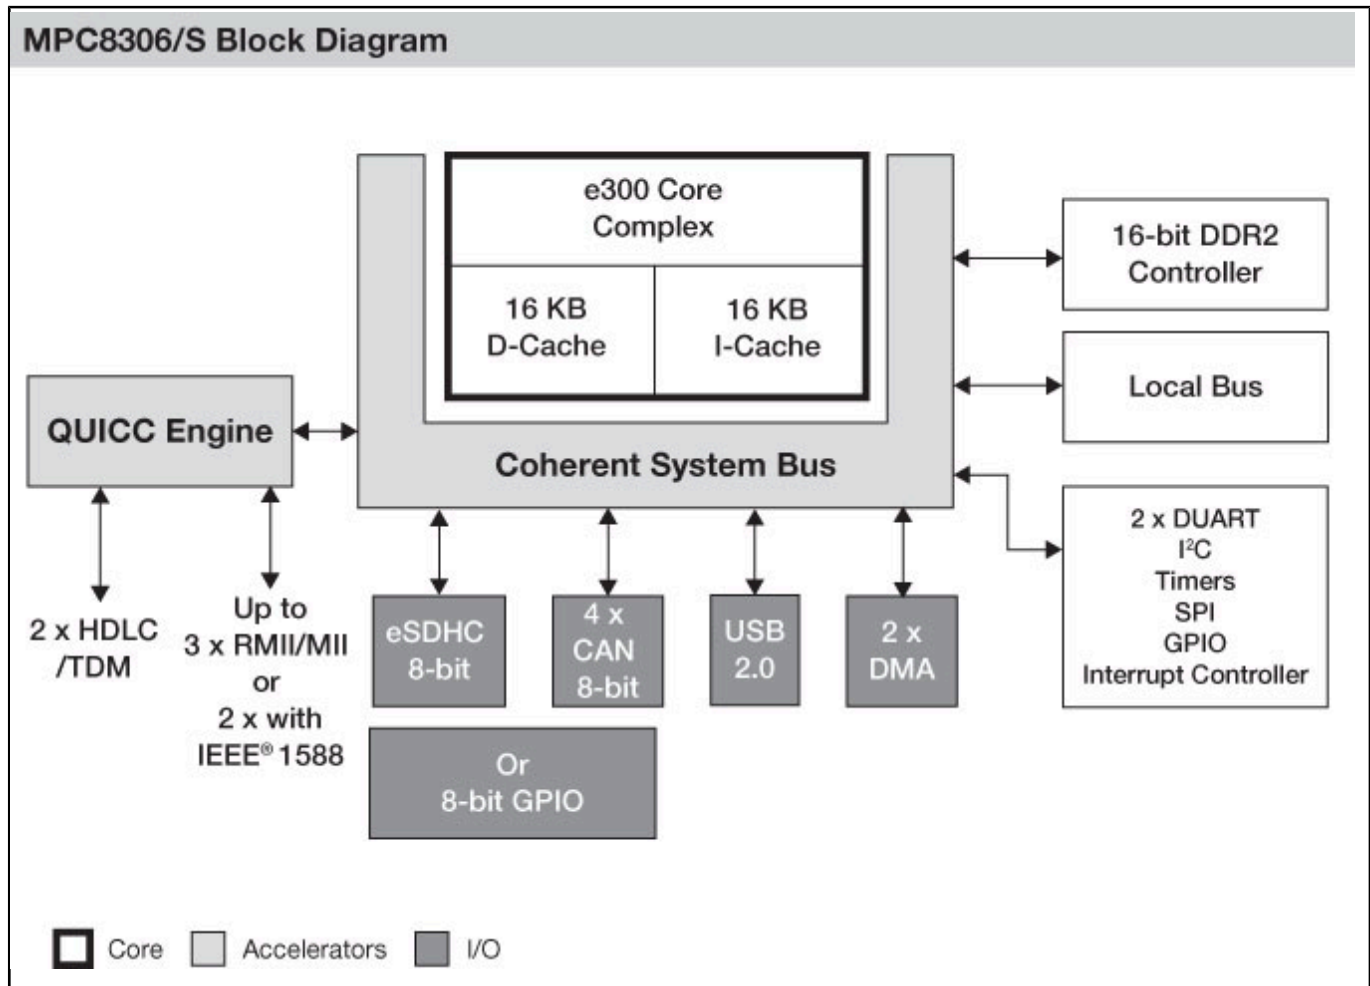 MPC8306/S Block Diagram
e300 Core
Complex
16 KB
D-Cache
16 KB
I-Cache
16-bit DDR2
Controller
Local Bus
QUICC Engine
Coherent System Bus
2 x DUART
I²C
Timers
SPI
GPIO
Interrupt Controller
2 x HDLC
/TDM
Up to
3 x RMII/MII
or
2 x with
IEEE® 1588
eSDHC
8-bit
4 x
CAN
8-bit
USB
2.0
2 x
DMA
Or
8-bit GPIO
Core
Accelerators
I/O